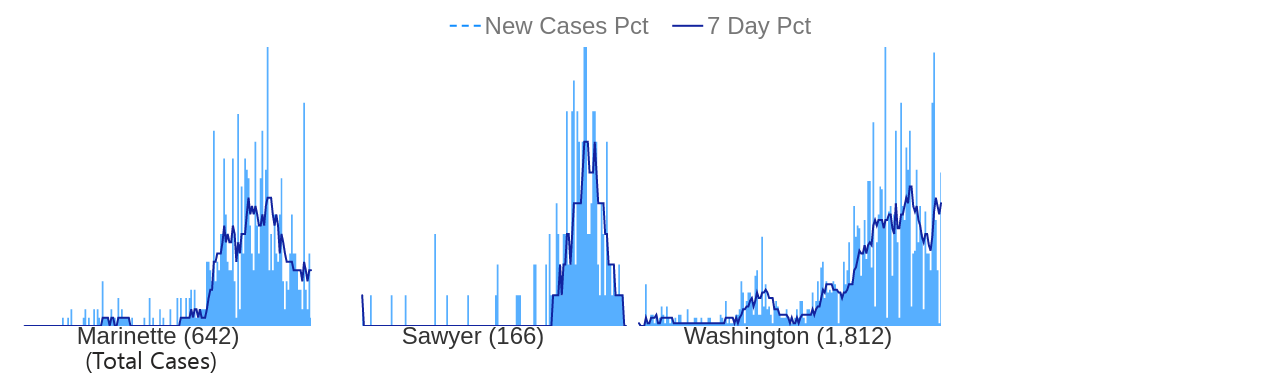 New Cases Pct 7 Day Pct
Marinette (642) Sawyer (166) Washington (1,812)
(Total Cases)